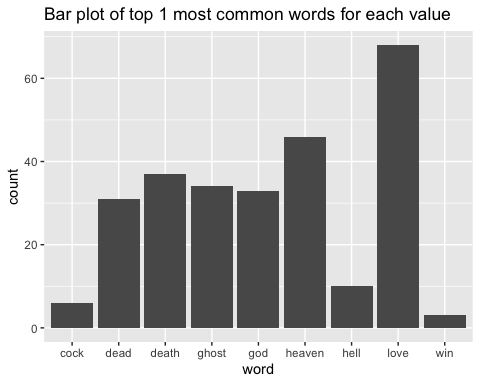 Bar plot of top 1 most common words for each value
60
40
20
0
count
cock dead death ghost god heaven hell love win
word